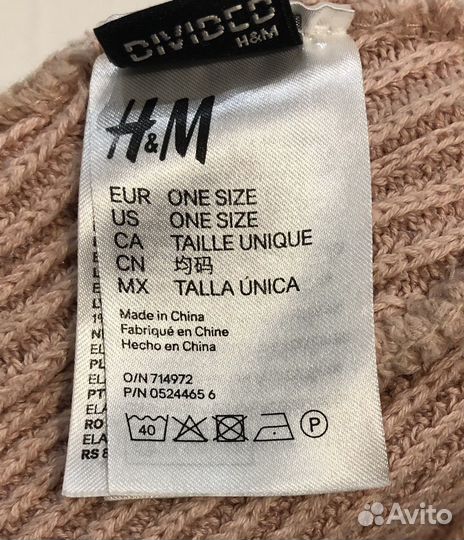 DIVIDED
H&M
H&M
EUR ONE SIZE
US ONE SIZE
CA TAILLE UNIQUE
CN 均码
MX TALLA ÚNICA
Made in China
Fabriqué en Chine
Hecho en China
O/N 714972
P/N 0524465 6
40
P
Avito